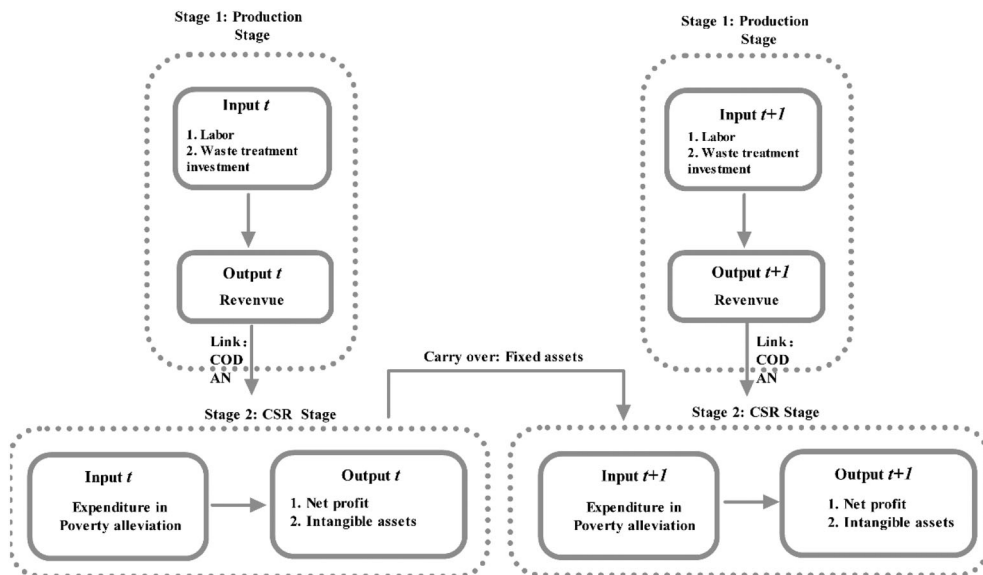 Stage 1: Production
Stage
Input t
1. Labor
2. Waste treatment
investment
Output t
Revenvue
Link:
COD
AN
Stage 1: Production
Stage
Input t+1
1. Labor
2. Waste treatment
investment
Output t+1
Revenvue
Link:
COD
AN
Carry over: Fixed assets
Stage 2: CSR Stage
Input t
Expenditure in
Poverty alleviation
Output t
1. Net profit
2. Intangible assets
Stage 2: CSR Stage
Input t+1
Expenditure in
Poverty alleviation
Output t+1
1. Net profit
2. Intangible assets